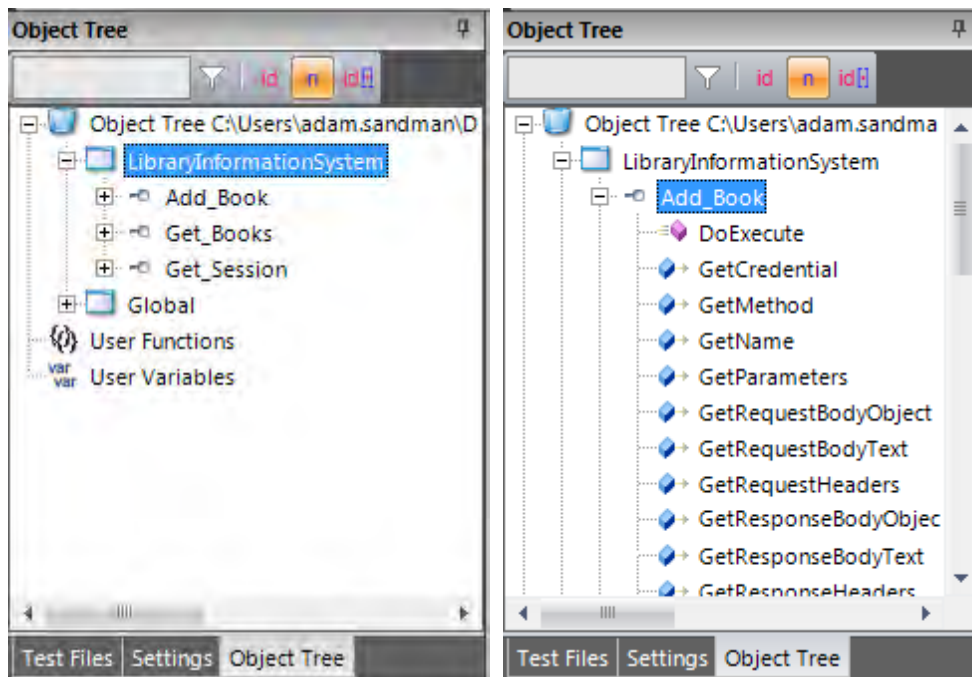 Object Tree
id n id[-]
Object Tree C:\Users\adam.sandman\D
LibraryInformationSystem
Add_Book
Get_Books
Get_Session
Global
User Functions
var
var User Variables
Test Files Settings Object Tree
Object Tree
id n id[-]
Object Tree C:\Users\adam.sandma
LibraryInformationSystem
Add_Book
DoExecute
GetCredential
GetMethod
GetName
GetParameters
GetRequestBodyObject
GetRequestBodyText
GetRequestHeaders
GetResponseBodyObjec
GetResponseBodyText
GetResponseHeaders
Test Files Settings Object Tree